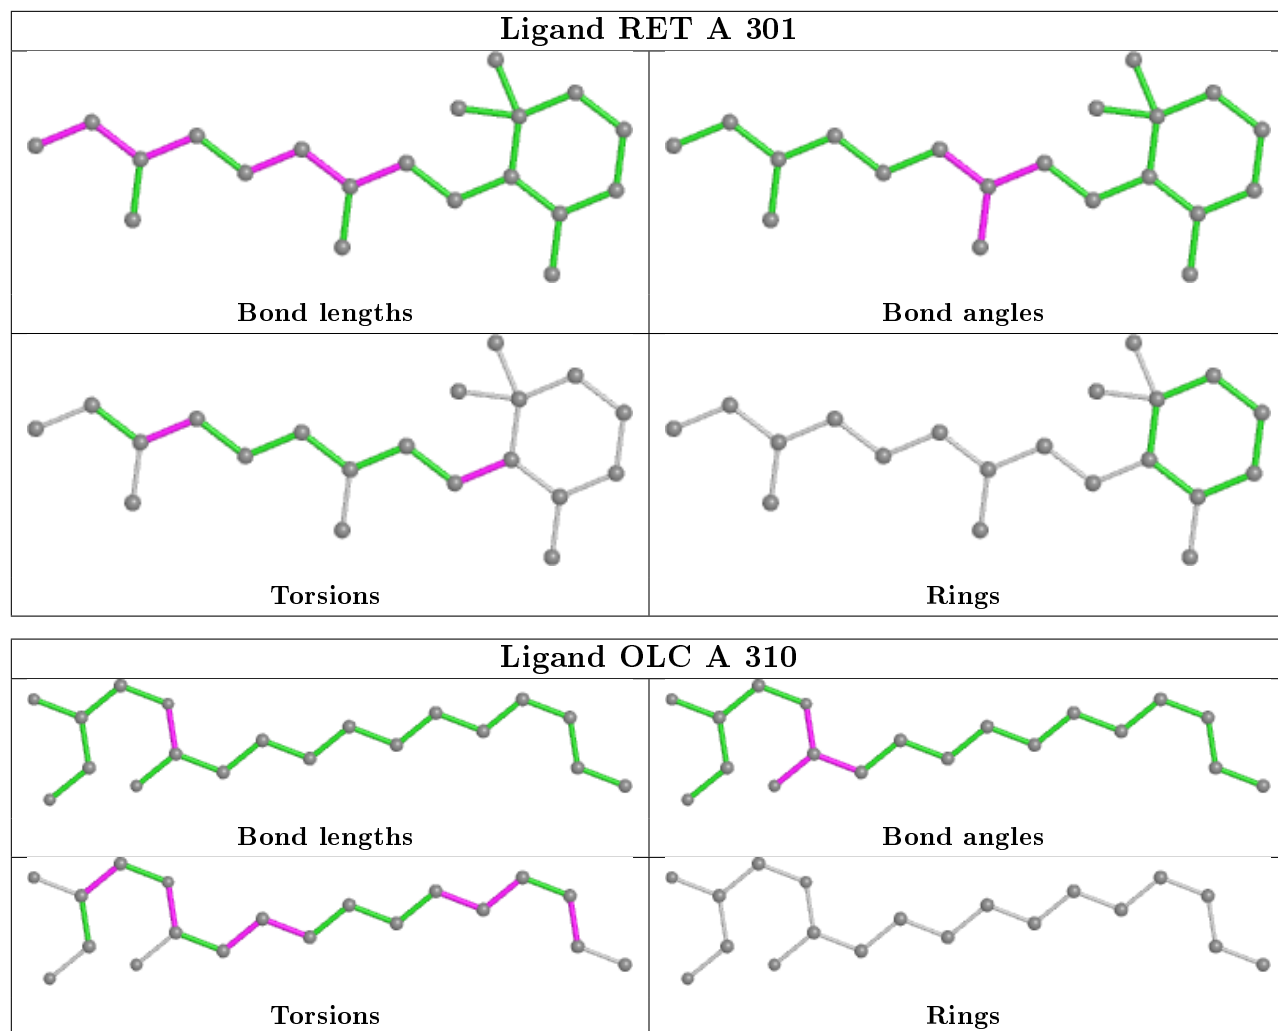 Ligand RET A 301
Bond lengths
Bond angles
Torsions
Rings
Ligand OLC A 310
Bond lengths
Bond angles
Torsions
Rings